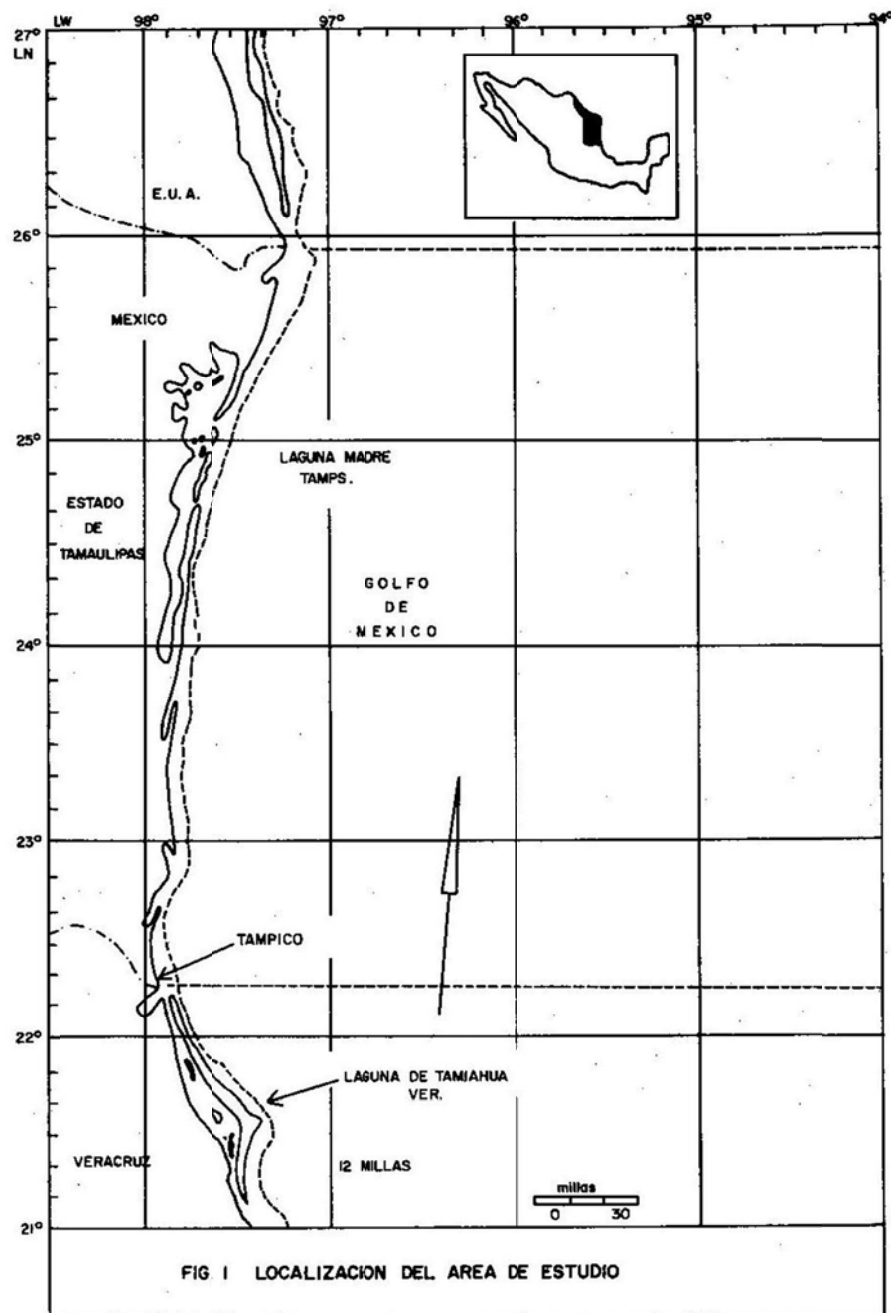 LW 98° 97° 96° 95° 94°
27°
LN
E.U.A.
26°
MEXICO
25°
LAGUNA MADRE
TAMPS.
ESTADO
DE
TAMAULIPAS
GOLFO
DE
MEXICO
24°
23°
TAMPICO
22°
LAGUNA DE TAMIAHUA
VER.
VERACRUZ
12 MILLAS
millas
0 30
21°
FIG 1 LOCALIZACION DEL AREA DE ESTUDIO